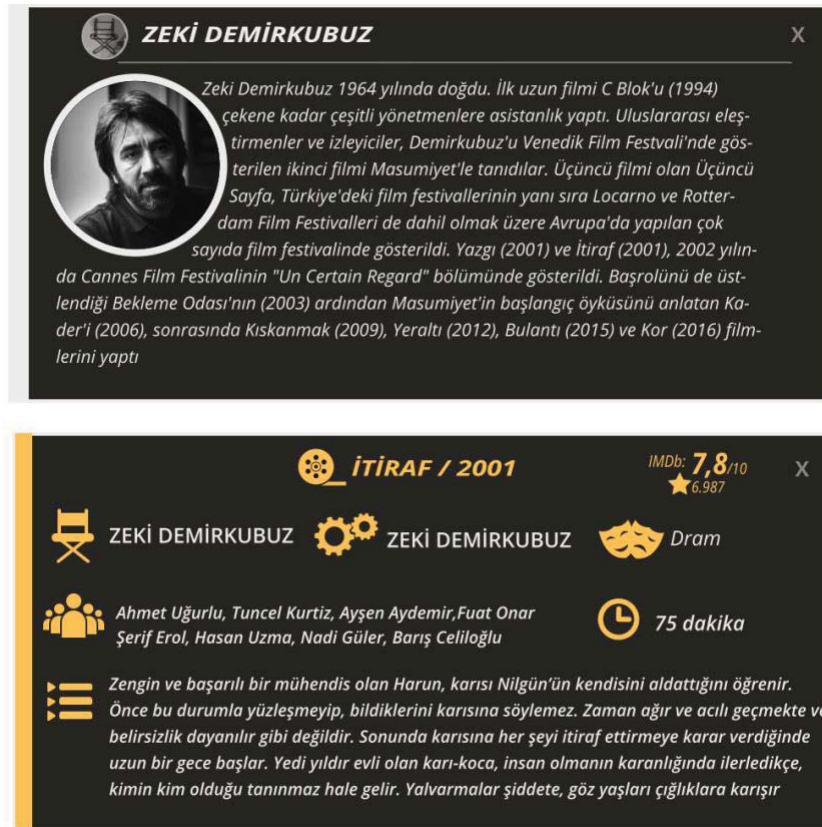 ZEKİ DEMİRKUBUZ
X
Zeki Demirkubuz 1964 yılında doğdu. İlk uzun filmi C Blok'u (1994)
çekene kadar çeşitli yönetmenlere asistanlık yaptı. Uluslararası eleş-
tirmenler ve izleyiciler, Demirkubuz'u Venedik Film Festvali'nde gös-
terilen ikinci filmi Masumiyet'le tanıdılar. Üçüncü filmi olan Üçüncü
Sayfa, Türkiye'deki film festivallerinin yanı sıra Locarno ve Rotter-
dam Film Festivalleri de dahil olmak üzere Avrupa'da yapılan çok
sayıda film festivalinde gösterildi. Yazgı (2001) ve İtiraf (2001), 2002 yılın-
da Cannes Film Festivalinin "Un Certain Regard" bölümünde gösterildi. Başrolünü de üst-
lendiği Bekleme Odası'nın (2003) ardından Masumiyet'in başlangıç öyküsünü anlatan Ka-
der'i (2006), sonrasında Kıskanmak (2009), Yeraltı (2012), Bulantı (2015) ve Kor (2016) film-
lerini yaptı
İTİRAF / 2001
IMDb: 7,8/10
6.987
X
ZEKİ DEMİRKUBUZ
ZEKİ DEMİRKUBUZ
Dram
Ahmet Uğurlu, Tuncel Kurtiz, Ayşen Aydemir,Fuat Onar
Şerif Erol, Hasan Uzma, Nadi Güler, Barış Celiloğlu
75 dakika
Zengin ve başarılı bir mühendis olan Harun, karısı Nilgün'ün kendisini aldattığını öğrenir.
Önce bu durumla yüzleşmeyip, bildiklerini karısına söylemez. Zaman ağır ve acılı geçmekte ve
belirsizlik dayanılır gibi değildir. Sonunda karısına her şeyi itiraf ettirmeye karar verdiğinde
uzun bir gece başlar. Yedi yıldır evli olan karı-koca, insan olmanın karanlığında ilerledikçe,
kimin kim olduğu tanınmaz hale gelir. Yalvarmalar şiddete, göz yaşları çığlıklara karışır